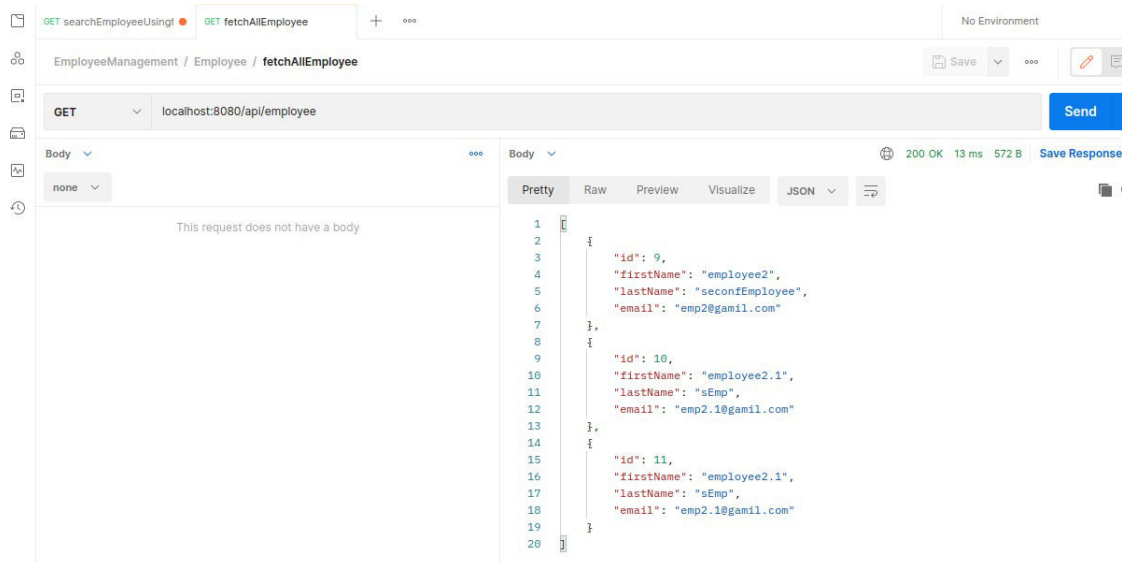 GET searchEmployeeUsingf GET fetchAllEmployee + ooo No Environment
EmployeeManagement / Employee / fetchAllEmployee Save ooo
GET localhost:8080/api/employee Send
Body ooo Body 200 OK 13 ms 572 B Save Response
none Pretty Raw Preview Visualize JSON
This request does not have a body
1 [
2 {
3 "id": 9,
4 "firstName": "employee2",
5 "lastName": "seconfEmployee",
6 "email": "emp2@gamil.com"
7 },
8 {
9 "id": 10,
10 "firstName": "employee2.1",
11 "lastName": "sEmp",
12 "email": "emp2.1@gamil.com"
13 },
14 {
15 "id": 11,
16 "firstName": "employee2.1",
17 "lastName": "sEmp",
18 "email": "emp2.1@gamil.com"
19 }
20 ]